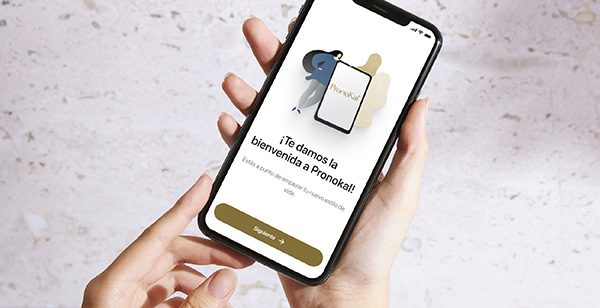 PronoKal
¡Te damos la
bienvenida a Pronokal!
Estás a punto de empezar tu nuevo estilo de
vida.
Siguiente →